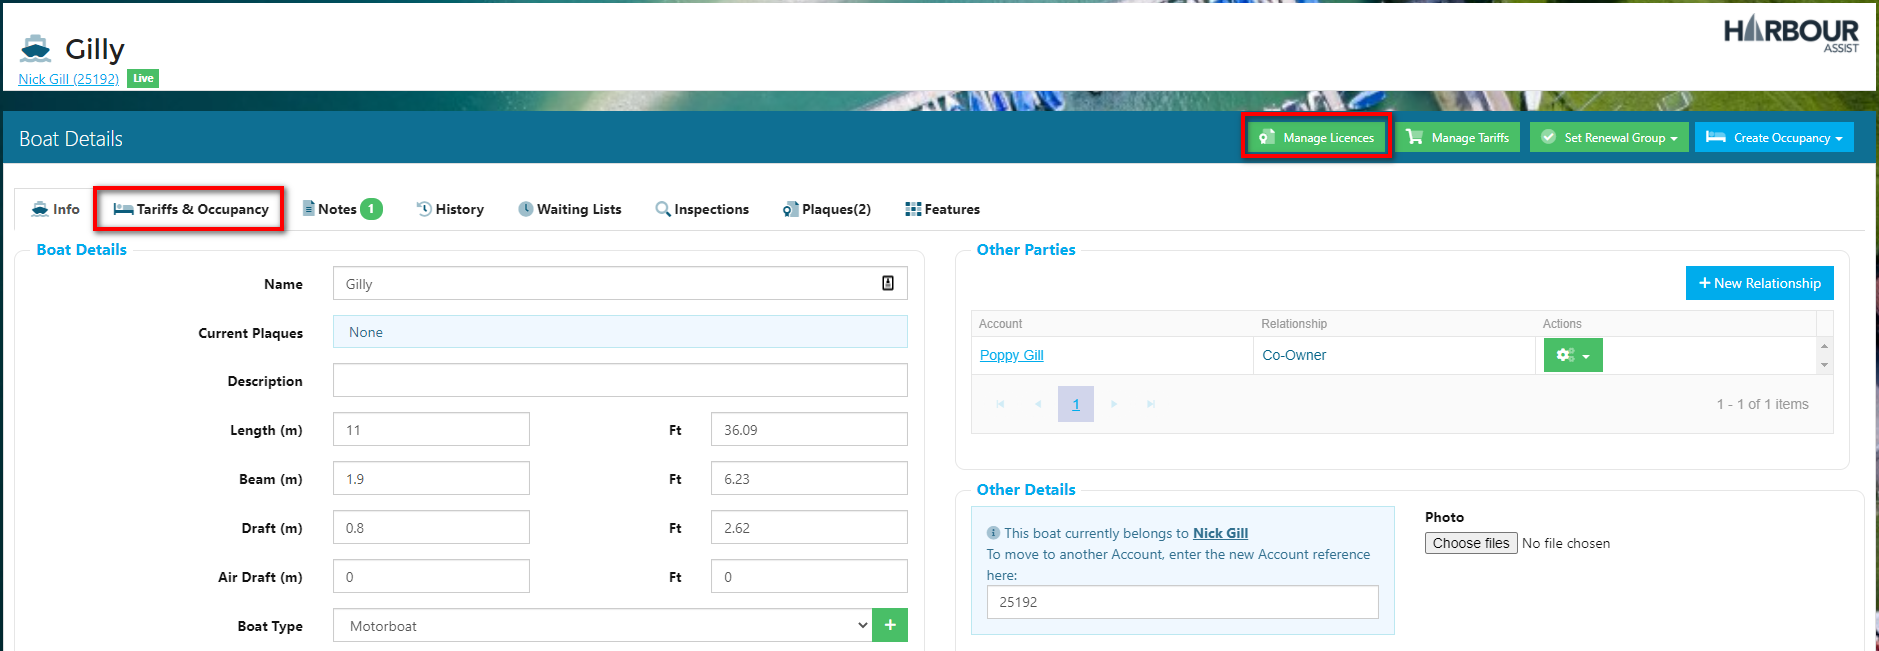 Gilly
Nick Gill (25192) Live
HARBOUR
ASSIST
Boat Details
Manage Licences
Manage Tariffs
Set Renewal Group
Create Occupancy
Info
Tariffs & Occupancy
Notes 1
History
Waiting Lists
Inspections
Plaques(2)
Features
Boat Details
Name Gilly
Current Plaques None
Description
Length (m) 11 Ft 36.09
Beam (m) 1.9 Ft 6.23
Draft (m) 0.8 Ft 2.62
Air Draft (m) 0 Ft 0
Boat Type Motorboat +
Other Parties
+ New Relationship
Account Relationship Actions
Poppy Gill Co-Owner
1 1 - 1 of 1 items
Other Details
This boat currently belongs to Nick Gill
To move to another Account, enter the new Account reference
here:
25192
Photo
Choose files No file chosen